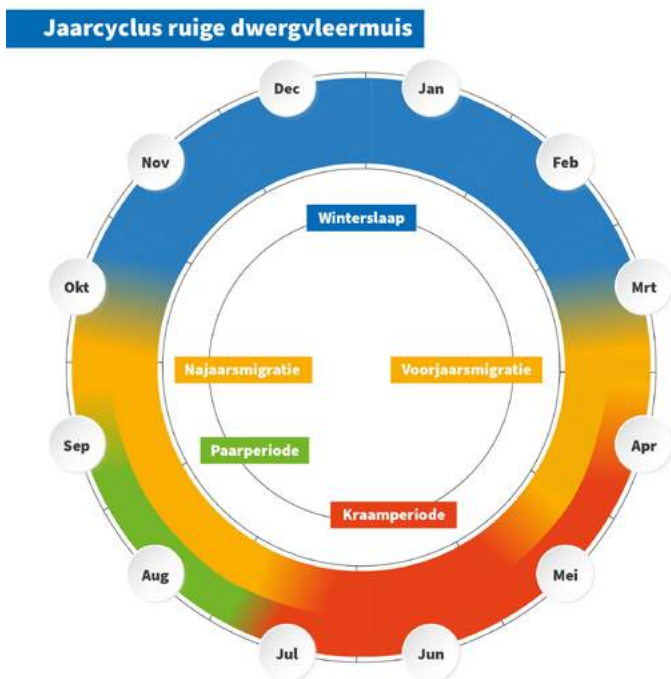 Jaarcyclus ruige dwergvleermuis
Dec
Jan
Nov
Feb
Winterslaap
Okt
Mrt
Najaarsmigratie
Voorjaarsmigratie
Sep
Paarperiode
Apr
Kraamperiode
Aug
Mei
Jul
Jun